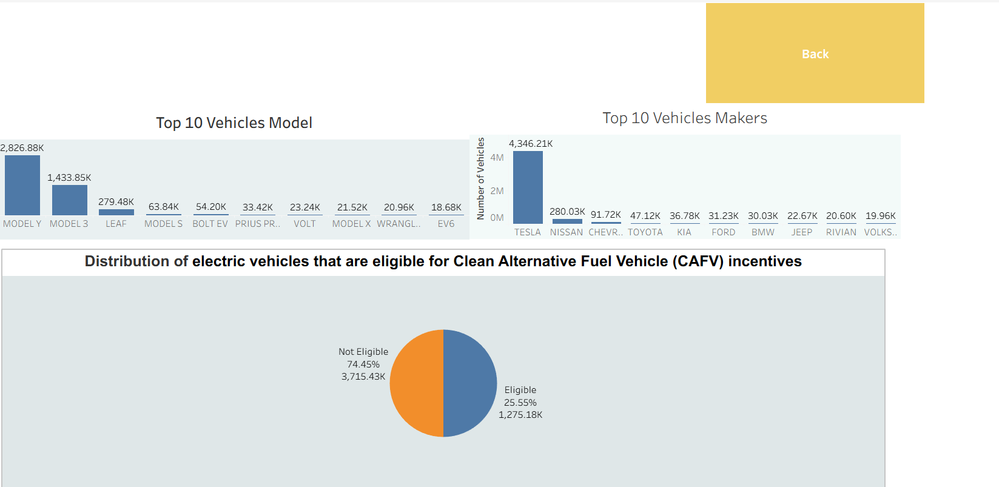 Back
Top 10 Vehicles Model
2,826.88K
1,433.85K
279.48K
63.84K
54.20K
33.42K
23.24K
21.52K
20.96K
18.68K
MODEL Y
MODEL 3
LEAF
MODEL S
BOLT EV
PRIUS PR..
VOLT
MODEL X
WRANGL..
EV6
Top 10 Vehicles Makers
Number of Vehicles
4M
2M
0M
4,346.21K
280.03K
91.72K
47.12K
36.78K
31.23K
30.03K
22.67K
20.60K
19.96K
TESLA
NISSAN
CHEVR..
TOYOTA
KIA
FORD
BMW
JEEP
RIVIAN
VOLKS..
Distribution of electric vehicles that are eligible for Clean Alternative Fuel Vehicle (CAFV) incentives
Not Eligible
74.45%
3,715.43K
Eligible
25.55%
1,275.18K